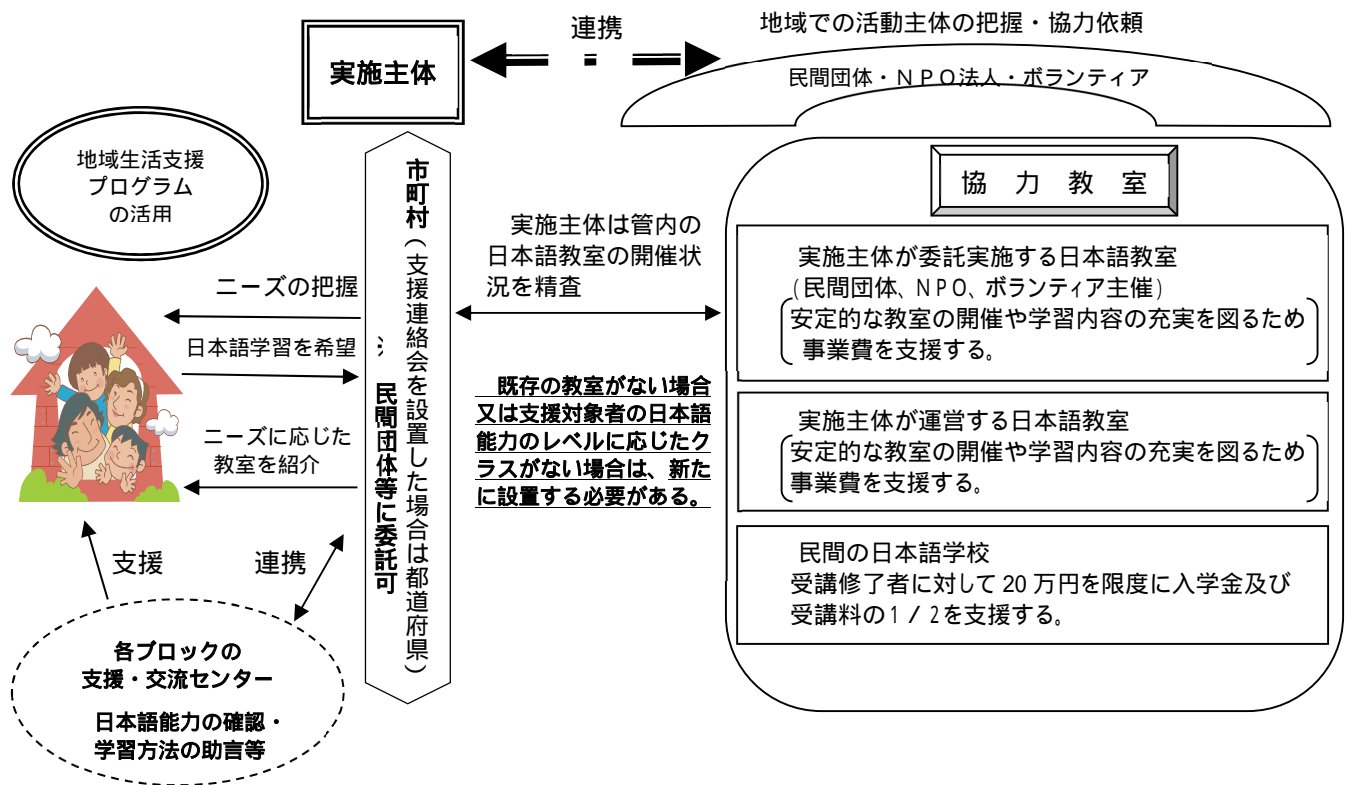 連携
地域での活動主体の把握・協力依頼
実施主体
民間団体・NPO法人・ボランティア
地域生活支援
プログラム
の活用
市町村(支援連絡会を設置した場合は都道府県)
民間団体等に委託可
ニーズの把握
日本語学習を希望
ニーズに応じた
教室を紹介
支援
連携
各ブロックの
支援・交流センター
日本語能力の確認・
学習方法の助言等
実施主体は管内の
日本語教室の開催状
況を精査
既存の教室がない場合
又は支援対象者の日本語
能力のレベルに応じたク
ラスがない場合は、新た
に設置する必要がある。
協力教室
実施主体が委託実施する日本語教室
(民間団体、NPO、ボランティア主催)
安定的な教室の開催や学習内容の充実を図るため
事業費を支援する。
実施主体が運営する日本語教室
安定的な教室の開催や学習内容の充実を図るため
事業費を支援する。
民間の日本語学校
受講修了者に対して20万円を限度に入学金及び
受講料の1/2を支援する。